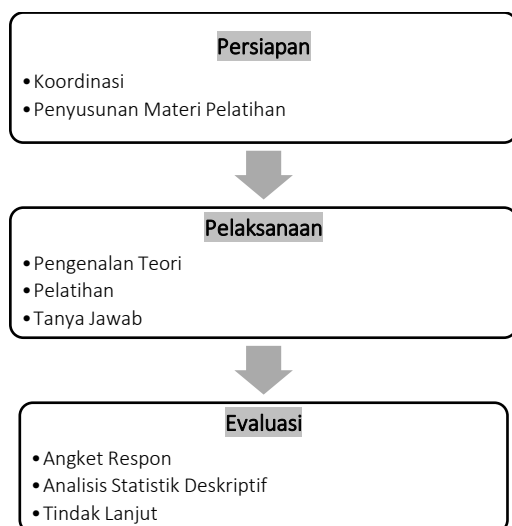 Persiapan
• Koordinasi
• Penyusunan Materi Pelatihan
Pelaksanaan
• Pengenalan Teori
• Pelatihan
• Tanya Jawab
Evaluasi
• Angket Respon
• Analisis Statistik Deskriptif
• Tindak Lanjut